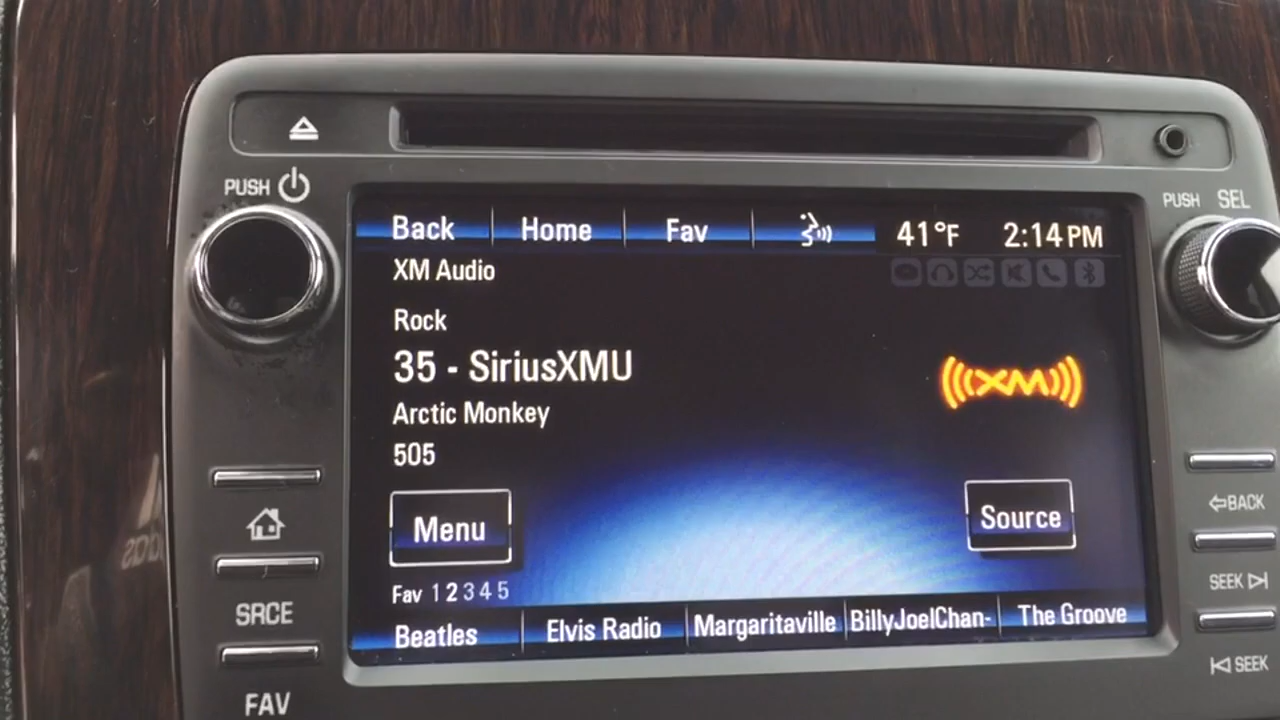 PUSH
PUSH SEL
Back Home Fav 41°F 2:14 PM
XM Audio
Rock
35 - SiriusXMU
XM
Arctic Monkey
505
Menu Source
Fav 1 2 3 4 5
Beatles Elvis Radio Margaritaville BillyJoelChan- The Groove
SRCE
FAV
BACK
SEEK
SEEK